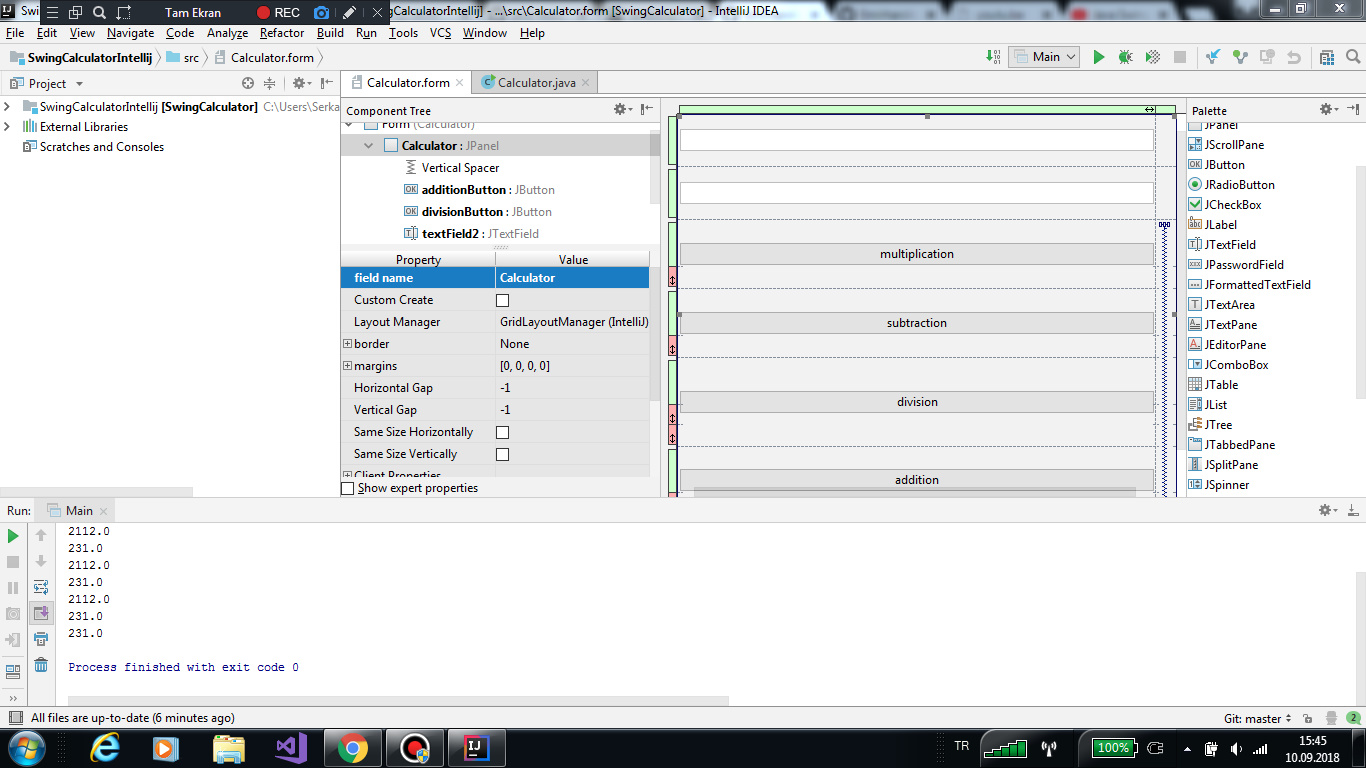 Swi
Tam Ekran
REC
gCalculatorIntellij] - ...\src\Calculator.form [SwingCalculator] - IntelliJ IDEA
File Edit View Navigate Code Analyze Refactor Build Run Tools VCS Window Help
SwingCalculatorIntellij src Calculator.form
Main
Project
Calculator.form Calculator.java
SwingCalculatorIntellij [SwingCalculator] C:\Users\Serka
External Libraries
Scratches and Consoles
Component Tree
Form (Calculator)
Calculator : JPanel
Vertical Spacer
additionButton : JButton
divisionButton : JButton
textField2 : JTextField
Property Value
field name Calculator
Custom Create
Layout Manager GridLayoutManager (IntelliJ)
border None
margins [0, 0, 0, 0]
Horizontal Gap -1
Vertical Gap -1
Same Size Horizontally
Same Size Vertically
Client Properties
Show expert properties
multiplication
subtraction
division
addition
Palette
JPanel
JScrollPane
JButton
JRadioButton
JCheckBox
JLabel
JTextField
JPasswordField
JFormattedTextField
JTextArea
JTextPane
JEditorPane
JComboBox
JTable
JList
JTree
JTabbedPane
JSplitPane
JSpinner
Run: Main
2112.0
231.0
2112.0
231.0
2112.0
231.0
231.0
Process finished with exit code 0
All files are up-to-date (6 minutes ago)
Git: master
2
TR
100%
15:45
10.09.2018